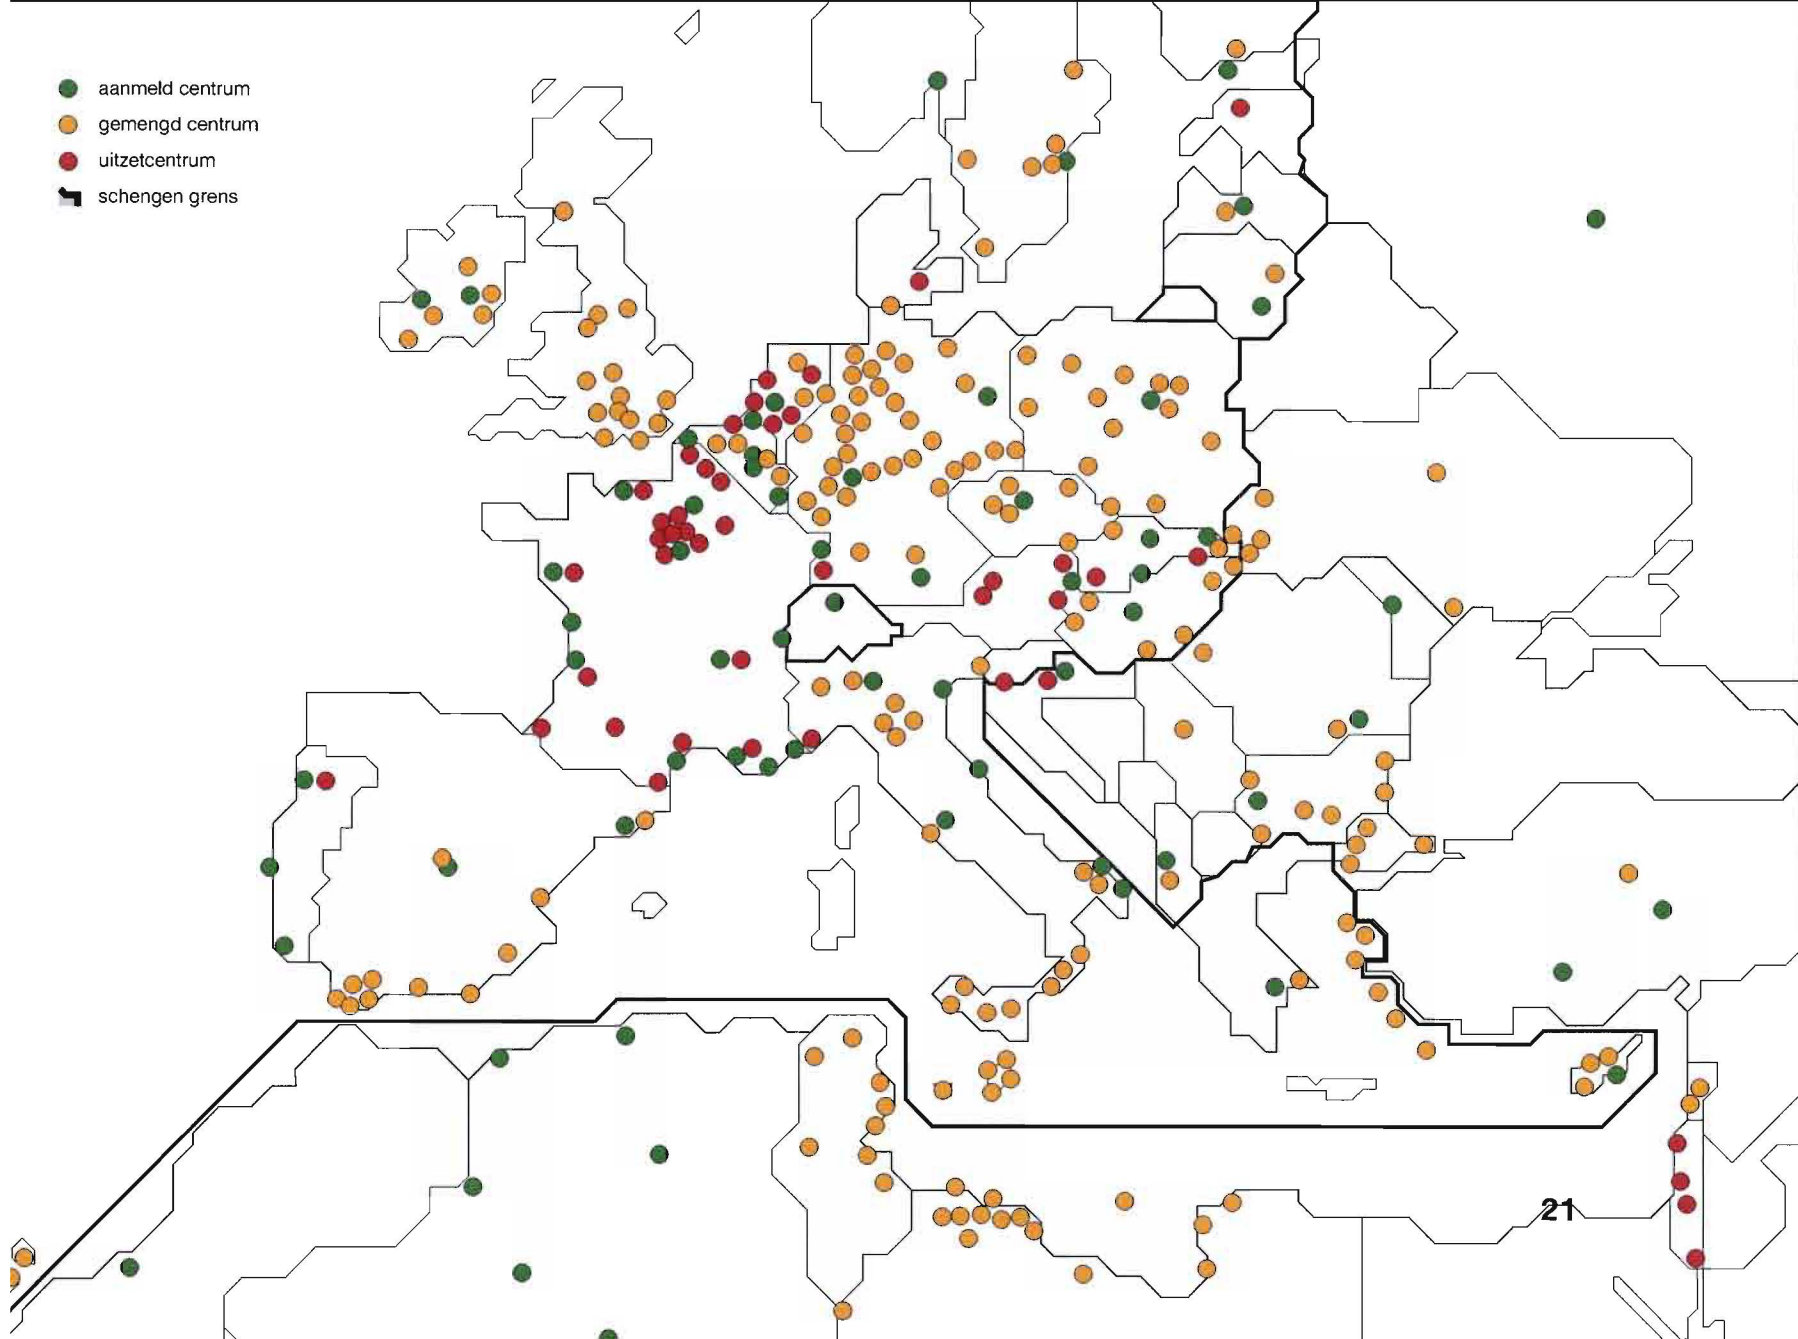 aanmeld centrum
gemengd centrum
uitzetcentrum
schengen grens
21